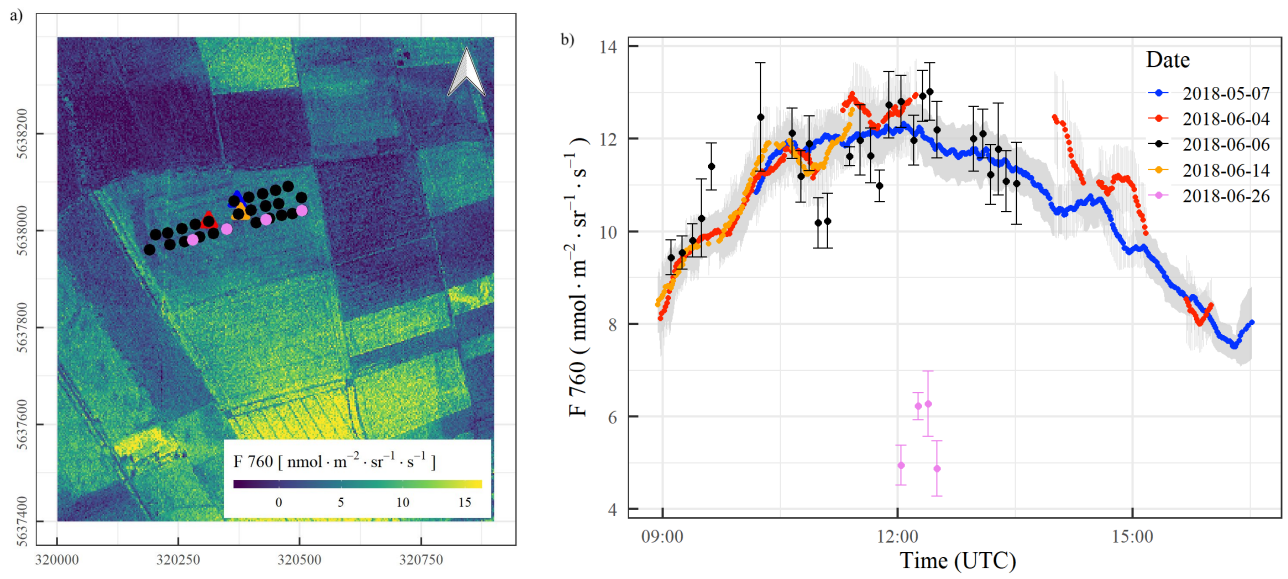 a)
5638200
5638000
5637800
5637600
5637400
F 760 [ nmol · m⁻² · sr⁻¹ · s⁻¹ ]
0 5 10 15
320000 320250 320500 320750
b)
F 760 ( nmol · m⁻² · sr⁻¹ · s⁻¹ )
14
12
10
8
6
4
Date
2018-05-07
2018-06-04
2018-06-06
2018-06-14
2018-06-26
09:00 12:00 15:00
Time (UTC)